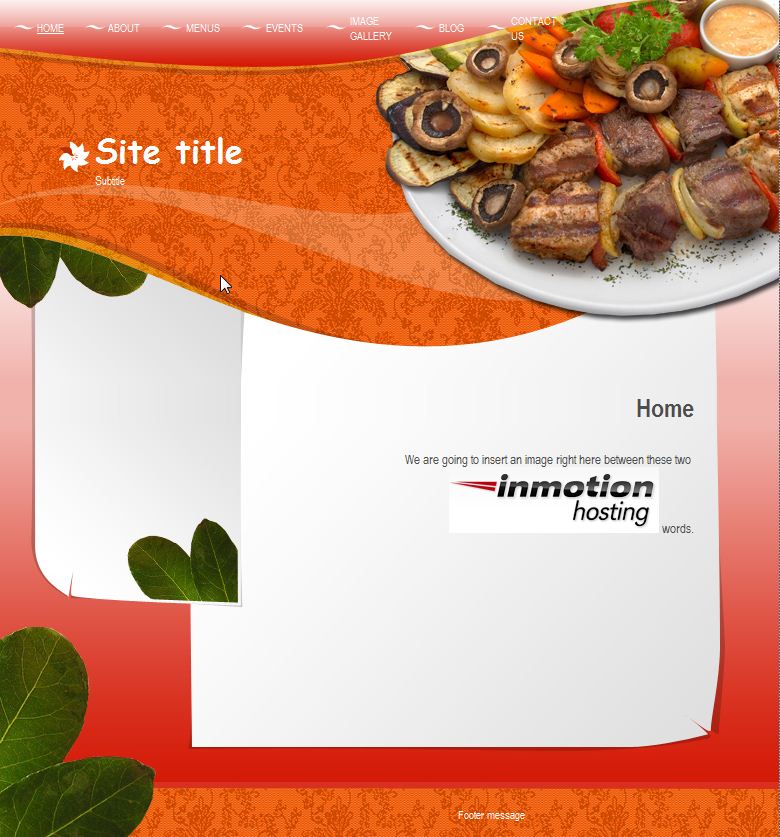 HOME ABOUT MENUS EVENTS IMAGE GALLERY BLOG CONTACT US
Site title
Subtitle
Home
We are going to insert an image right here between these two
inmotion
hosting
words.
Footer message